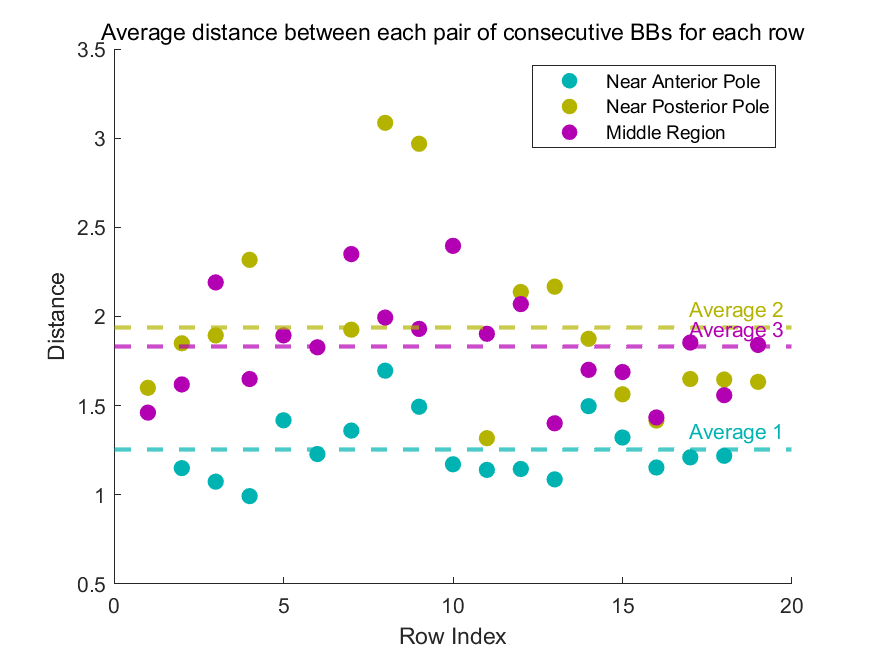 Average distance between each pair of consecutive BBs for each row
3.5
3
2.5
2
1.5
1
0.5
Distance
Near Anterior Pole
Near Posterior Pole
Middle Region
Average 2
Average 3
Average 1
0
5
10
15
20
Row Index